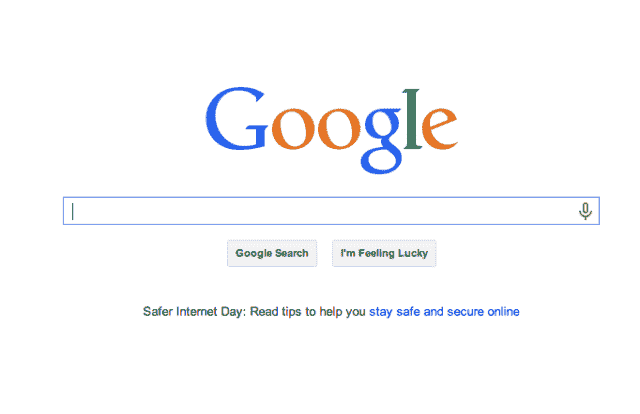 Google
Google Search I'm Feeling Lucky
Safer Internet Day: Read tips to help you stay safe and secure online